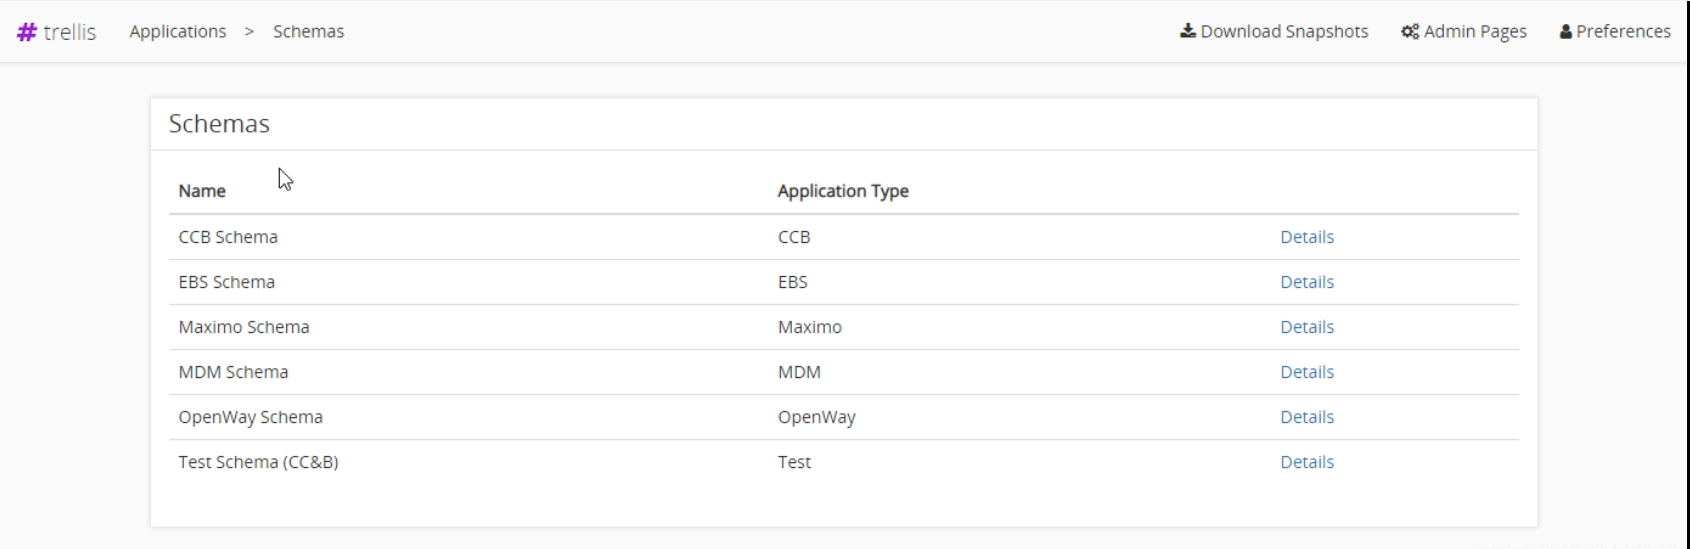 # trellis Applications > Schemas Download Snapshots Admin Pages Preferences
Schemas
Name Application Type
CCB Schema CCB Details
EBS Schema EBS Details
Maximo Schema Maximo Details
MDM Schema MDM Details
OpenWay Schema OpenWay Details
Test Schema (CC&B) Test Details